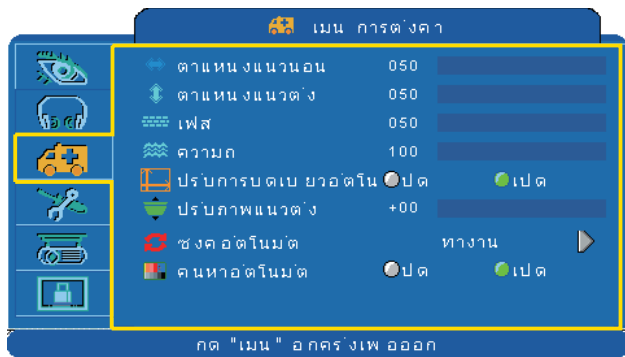 เมน การต่งคา
ตาแหนงแนวนอน 050
ตาแหนงแนวต่ง 050
เฟส 050
ความถ 100
ปร่บการบดเบ ยวอ่ตโน ปด เปด
ปร่บภาพแนวต่ง +00
ซงค อ่ตโนม่ต ทางาน
คนหาอ่ตโนม่ต ปด เปด
กด "เมน" อ กคร่งเพ อออก